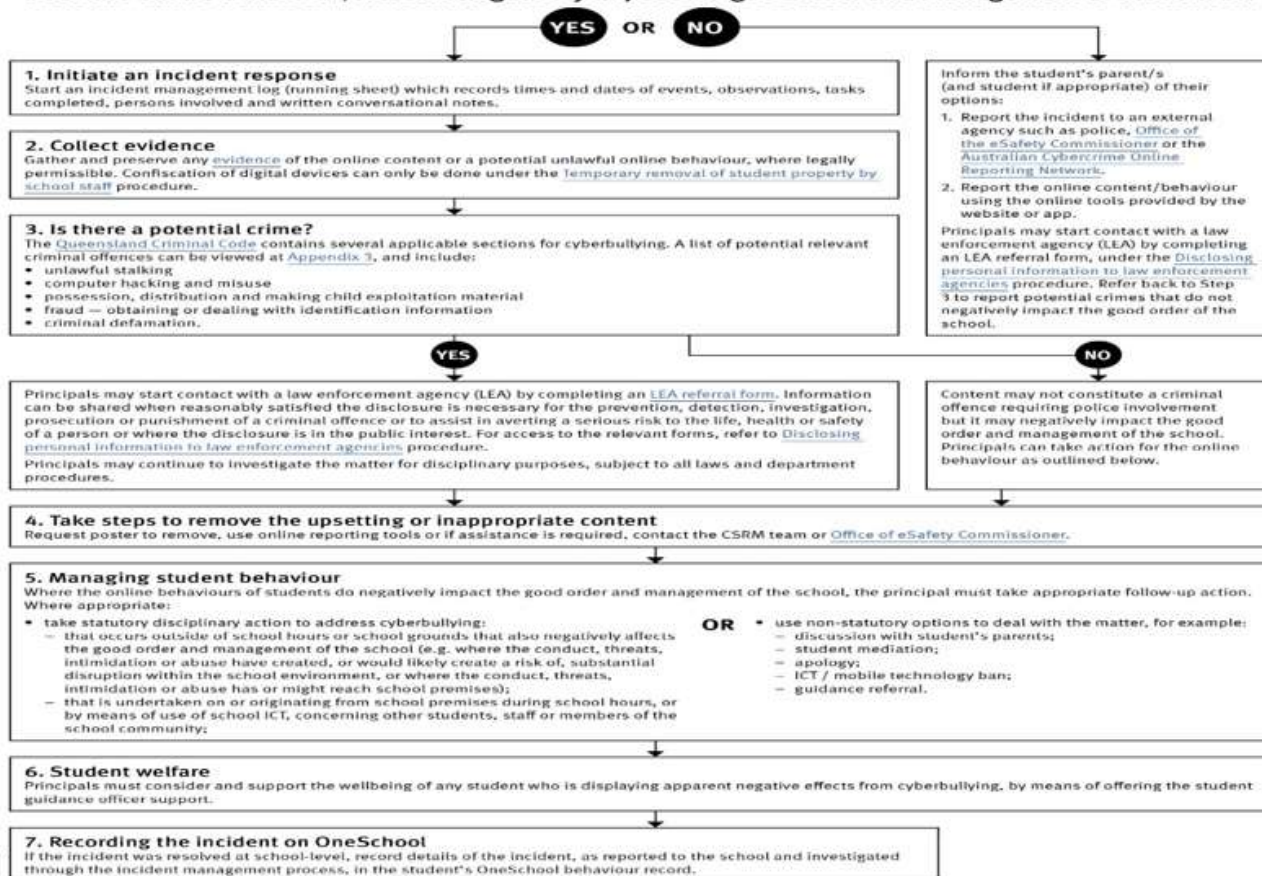 YES OR NO
1. Initiate an incident response
Start an incident management log (running sheet) which records times and dates of events, observations, tasks
completed, persons involved and written conversational notes.
2. Collect evidence
Gather and preserve any evidence of the online content or a potential unlawful online behaviour, where legally
permissible. Confiscation of digital devices can only be done under the Temporary removal of student property by
school staff procedure.
3. Is there a potential crime?
The Queensland Criminal Code contains several applicable sections for cyberbullying. A list of potential relevant
criminal offences can be viewed at Appendix 3, and include:
• unlawful stalking
• computer hacking and misuse
• possession, distribution and making child exploitation material
• fraud — obtaining or dealing with identification information
• criminal defamation.
Inform the student's parent/s
(and student if appropriate) of their
options:
1. Report the incident to an external
agency such as police, Office of
the eSafety Commissioner or the
Australian Cybercrime Online
Reporting Network.
2. Report the online content/behaviour
using the online tools provided by the
website or app.
Principals may start contact with a law
enforcement agency (LEA) by completing
an LEA referral form, under the Disclosing
personal information to law enforcement
agencies procedure. Refer back to Step
3 to report potential crimes that do not
negatively impact the good order of the
school.
YES
NO
Principals may start contact with a law enforcement agency (LEA) by completing an LEA referral form. Information
can be shared when reasonably satisfied the disclosure is necessary for the prevention, detection, investigation,
prosecution or punishment of a criminal offence or to assist in averting a serious risk to the life, health or safety
of a person or where the disclosure is in the public interest. For access to the relevant forms, refer to Disclosing
personal information to law enforcement agencies procedure.
Principals may continue to investigate the matter for disciplinary purposes, subject to all laws and department
procedures.
Content may not constitute a criminal
offence requiring police involvement
but it may negatively impact the good
order and management of the school.
Principals can take action for the online
behaviour as outlined below.
4. Take steps to remove the upsetting or inappropriate content
Request poster to remove, use online reporting tools or if assistance is required, contact the CSRM team or Office of eSafety Commissioner.
5. Managing student behaviour
Where the online behaviours of students do negatively impact the good order and management of the school, the principal must take appropriate follow-up action.
Where appropriate:
• take statutory disciplinary action to address cyberbullying:
– that occurs outside of school hours or school grounds that also negatively affects
the good order and management of the school (e.g. where the conduct, threats,
intimidation or abuse have created, or would likely create a risk of, substantial
disruption within the school environment, or where the conduct, threats,
intimidation or abuse has or might reach school premises);
– that is undertaken on or originating from school premises during school hours, or
by means of use of school ICT, concerning other students, staff or members of the
school community;
OR
• use non-statutory options to deal with the matter, for example:
– discussion with student's parents;
– student mediation;
– apology;
– ICT / mobile technology ban;
– guidance referral.
6. Student welfare
Principals must consider and support the wellbeing of any student who is displaying apparent negative effects from cyberbullying, by means of offering the student
guidance officer support.
7. Recording the incident on OneSchool
If the incident was resolved at school-level, record details of the incident, as reported to the school and investigated
through the incident management process, in the student's OneSchool behaviour record.